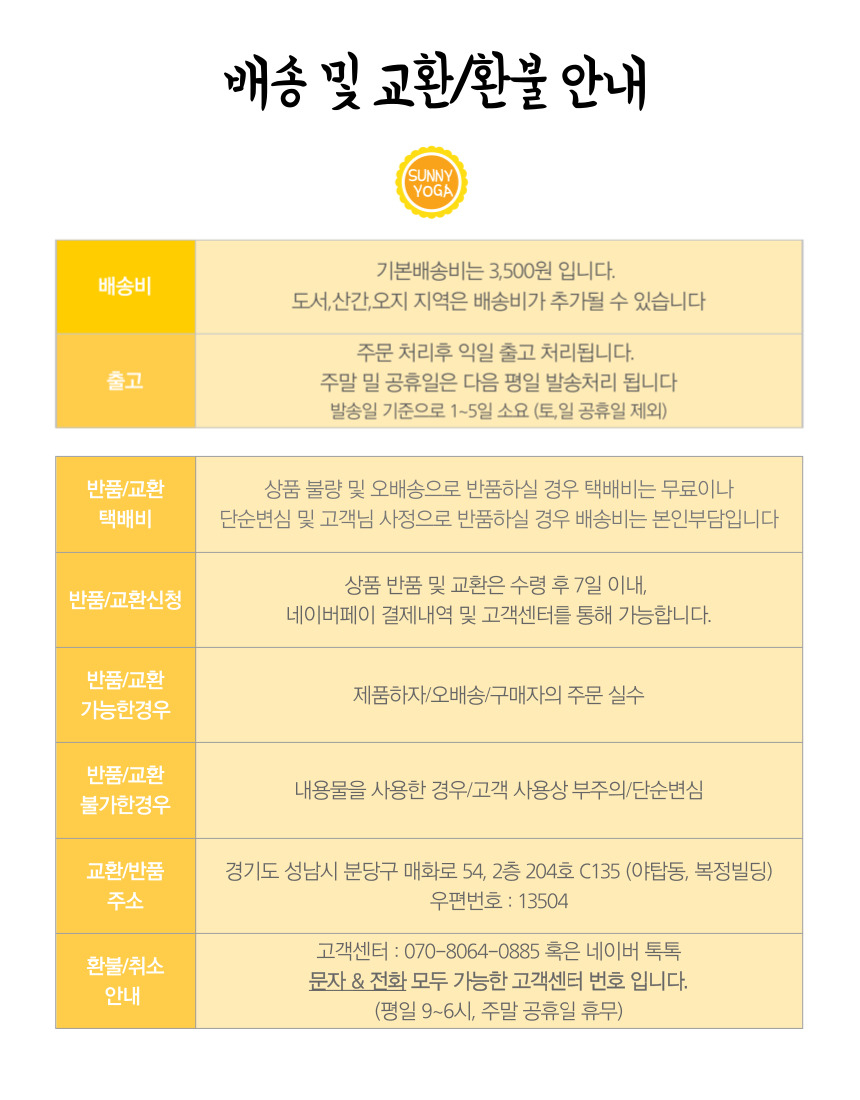 배송 및 교환/환불 안내
SUNNY
YOGA
배송비
기본배송비는 3,500원 입니다.
도서,산간,오지 지역은 배송비가 추가될 수 있습니다
출고
주문 처리후 익일 출고 처리됩니다.
주말 밀 공휴일은 다음 평일 발송처리 됩니다
발송일 기준으로 1~5일 소요 (토,일 공휴일 제외)
반품/교환
택배비
상품 불량 및 오배송으로 반품하실 경우 택배비는 무료이나
단순변심 및 고객님 사정으로 반품하실 경우 배송비는 본인부담입니다
반품/교환신청
상품 반품 및 교환은 수령 후 7일 이내,
네이버페이 결제내역 및 고객센터를 통해 가능합니다.
반품/교환
가능한경우
제품하자/오배송/구매자의 주문 실수
반품/교환
불가한경우
내용물을 사용한 경우/고객 사용상 부주의/단순변심
교환/반품
주소
경기도 성남시 분당구 매화로 54, 2층 204호 C135 (야탑동, 복정빌딩)
우편번호 : 13504
환불/취소
안내
고객센터 : 070-8064-0885 혹은 네이버 톡톡
문자 & 전화 모두 가능한 고객센터 번호 입니다.
(평일 9~6시, 주말 공휴일 휴무)